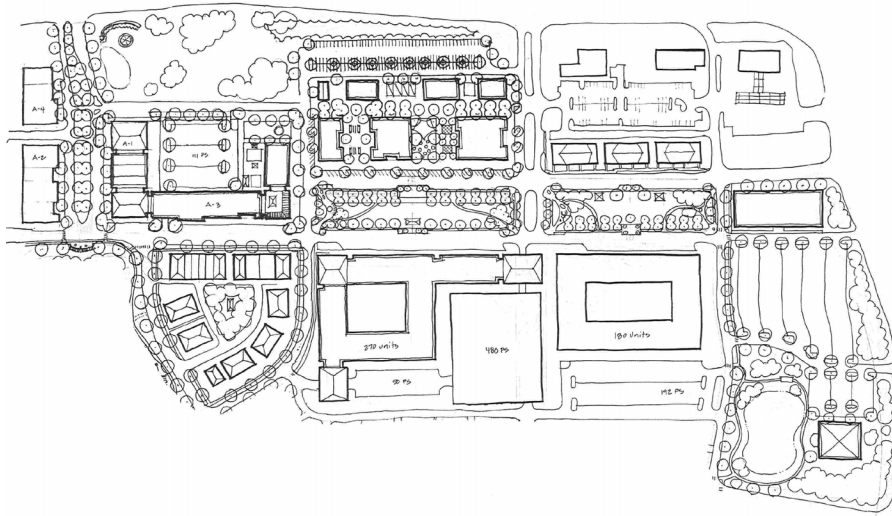 A-4
A-1
111 PS
A-2
A-3
270 units
480 PS
180 units
50 PS
192 PS